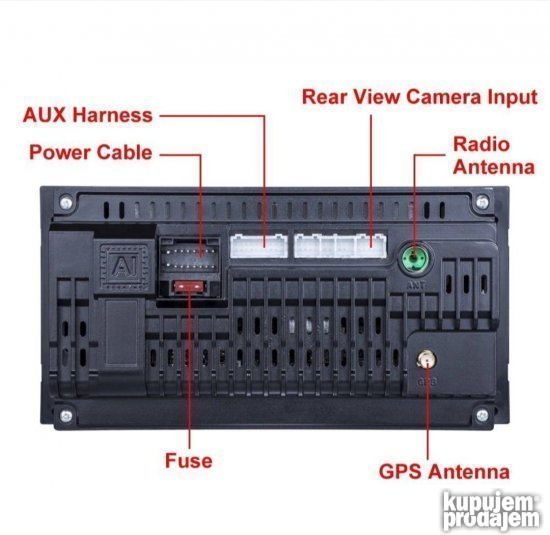 Rear View Camera Input
AUX Harness
Power Cable
Radio
Antenna
AI
ANT
GPS
Fuse
GPS Antenna
kupujem
prodajem